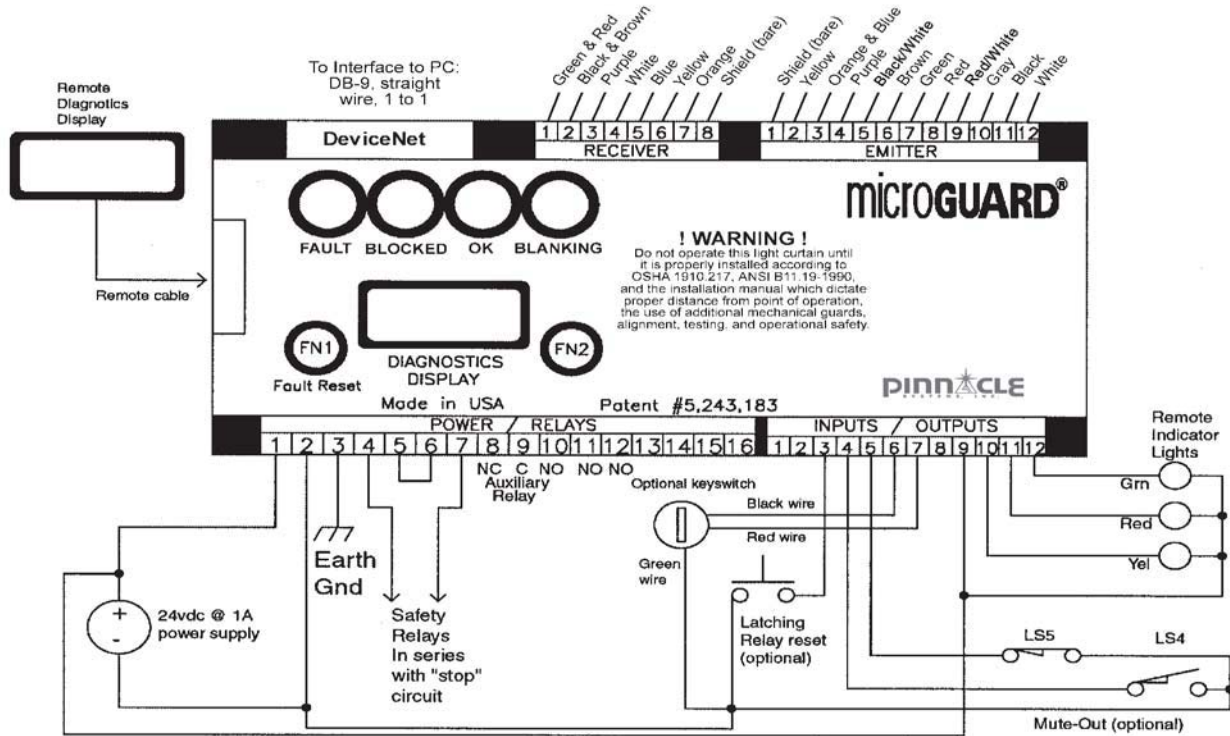 Remote
Diagnostics
Display
To Interface to PC:
DB-9, straight
wire, 1 to 1
Green & Red
Black & Brown
Purple
White
Blue
Yellow
Orange
Shield (bare)
Shield (bare)
Yellow
Orange & Blue
Purple
Black/White
Brown
Green
Red
Red/White
Gray
Black
White
DeviceNet
1 2 3 4 5 6 7 8
RECEIVER
1 2 3 4 5 6 7 8 9 10 11 12
EMITTER
microGUARD®
FAULT BLOCKED OK BLANKING
! WARNING !
Do not operate this light curtain until
it is properly installed according to
OSHA 1910.217, ANSI B11.19-1990,
and the installation manual which dictate
proper distance from point of operation,
the use of additional mechanical guards,
alignment, testing, and operational safety.
Remote cable
FN1
Fault Reset
DIAGNOSTICS
DISPLAY
FN2
PINNACLE
SYSTEMS, INC.
Made in USA
Patent #5,243,183
POWER / RELAYS
1 2 3 4 5 6 7 8 9 10 11 12 13 14 15 16
INPUTS / OUTPUTS
1 2 3 4 5 6 7 8 9 10 11 12
NC C NO NO NO
Auxiliary
Relay
Remote
Indicator
Lights
Grn
Red
Yel
Optional keyswitch
Black wire
Red wire
Green
wire
Earth
Gnd
+
-
24vdc @ 1A
power supply
Safety
Relays
In series
with "stop"
circuit
Latching
Relay reset
(optional)
LS5
LS4
Mute-Out (optional)